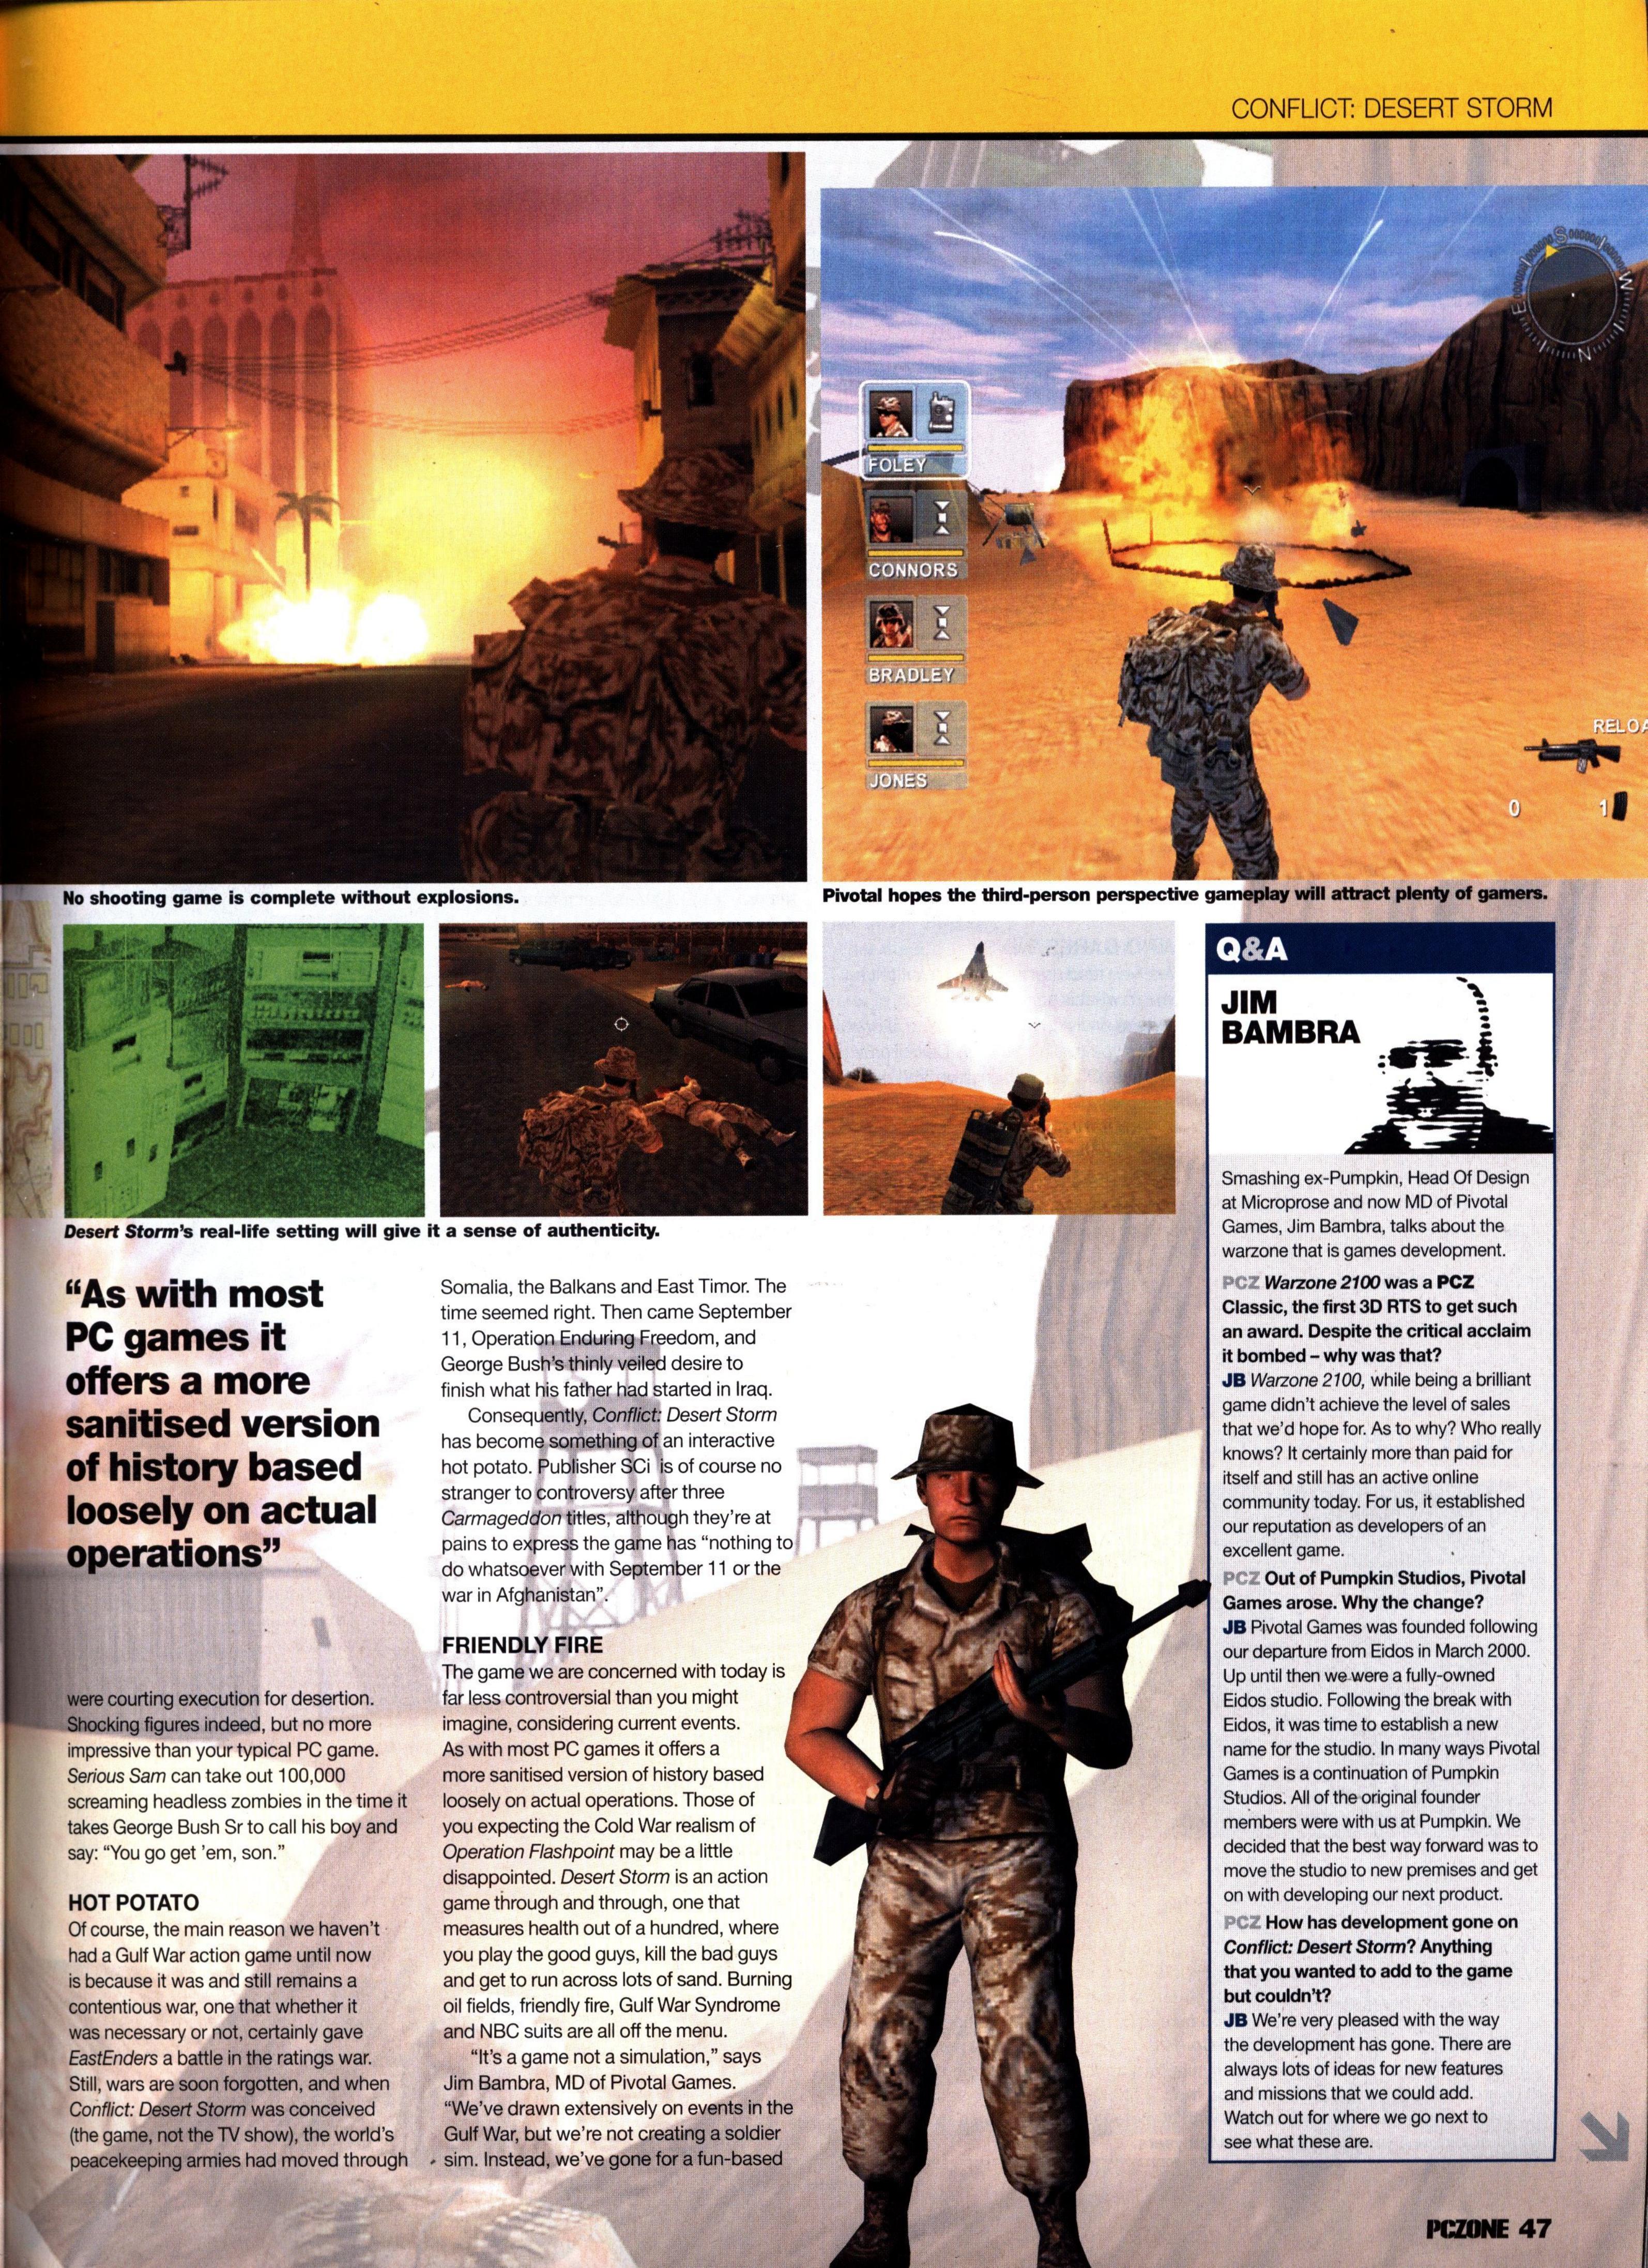 CONFLICT: DESERT STORM
S
W
E
N
FOLEY
CONNORS
BRADLEY
JONES
0
1
No shooting game is complete without explosions.
Pivotal hopes the third-person perspective gameplay will attract plenty of gamers.
Desert Storm's real-life setting will give it a sense of authenticity.
“As with most
PC games it
offers a more
sanitised version
of history based
loosely on actual
operations”
were courting execution for desertion.
Shocking figures indeed, but no more
impressive than your typical PC game.
Serious Sam can take out 100,000
screaming headless zombies in the time it
takes George Bush Sr to call his boy and
say: “You go get ’em, son.”
HOT POTATO
Of course, the main reason we haven't
had a Gulf War action game until now
is because it was and still remains a
contentious war, one that whether it
was necessary or not, certainly gave
EastEnders a battle in the ratings war.
Still, wars are soon forgotten, and when
Conflict: Desert Storm was conceived
(the game, not the TV show), the world's
peacekeeping armies had moved through
Somalia, the Balkans and East Timor. The
time seemed right. Then came September
11, Operation Enduring Freedom, and
George Bush's thinly veiled desire to
finish what his father had started in Iraq.
Consequently, Conflict: Desert Storm
has become something of an interactive
hot potato. Publisher SCi is of course no
stranger to controversy after three
Carmageddon titles, although they're at
pains to express the game has “nothing to
do whatsoever with September 11 or the
war in Afghanistan”.
FRIENDLY FIRE
The game we are concerned with today is
far less controversial than you might
imagine, considering current events.
As with most PC games it offers a
more sanitised version of history based
loosely on actual operations. Those of
you expecting the Cold War realism of
Operation Flashpoint may be a little
disappointed. Desert Storm is an action
game through and through, one that
measures health out of a hundred, where
you play the good guys, kill the bad guys
and get to run across lots of sand. Burning
oil fields, friendly fire, Gulf War Syndrome
and NBC suits are all off the menu.
“It's a game not a simulation,” says
Jim Bambra, MD of Pivotal Games.
“We've drawn extensively on events in the
Gulf War, but we're not creating a soldier
sim. Instead, we've gone for a fun-based
Q&A
JIM
BAMBRA
Smashing ex-Pumpkin, Head Of Design
at Microprose and now MD of Pivotal
Games, Jim Bambra, talks about the
warzone that is games development.
PCZ Warzone 2100 was a PCZ
Classic, the first 3D RTS to get such
an award. Despite the critical acclaim
it bombed – why was that?
JB Warzone 2100, while being a brilliant
game didn't achieve the level of sales
that we'd hope for. As to why? Who really
knows? It certainly more than paid for
itself and still has an active online
community today. For us, it established
our reputation as developers of an
excellent game.
PCZ Out of Pumpkin Studios, Pivotal
Games arose. Why the change?
JB Pivotal Games was founded following
our departure from Eidos in March 2000.
Up until then we were a fully-owned
Eidos studio. Following the break with
Eidos, it was time to establish a new
name for the studio. In many ways Pivotal
Games is a continuation of Pumpkin
Studios. All of the original founder
members were with us at Pumpkin. We
decided that the best way forward was to
move the studio to new premises and get
on with developing our next product.
PCZ How has development gone on
Conflict: Desert Storm? Anything
that you wanted to add to the game
but couldn't?
JB We're very pleased with the way
the development has gone. There are
always lots of ideas for new features
and missions that we could add.
Watch out for where we go next to
see what these are.
PCZONE 47